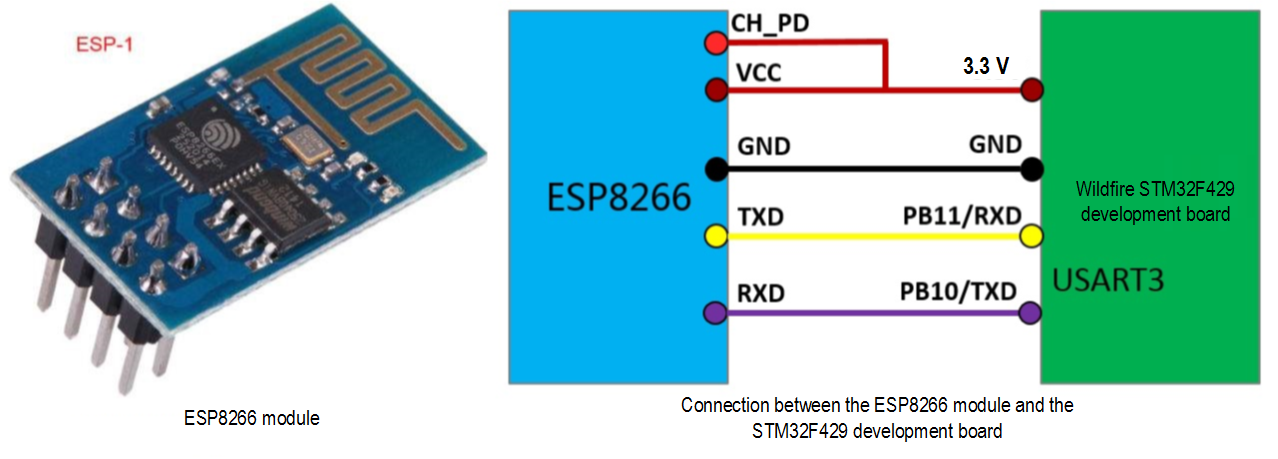 ESP-1
ESP8266EX
ESP8266 module
CH_PD
VCC
3.3 V
GND
GND
ESP8266
TXD
PB11/RXD
RXD
PB10/TXD
Wildfire STM32F429
development board
USART3
Connection between the ESP8266 module and the
STM32F429 development board